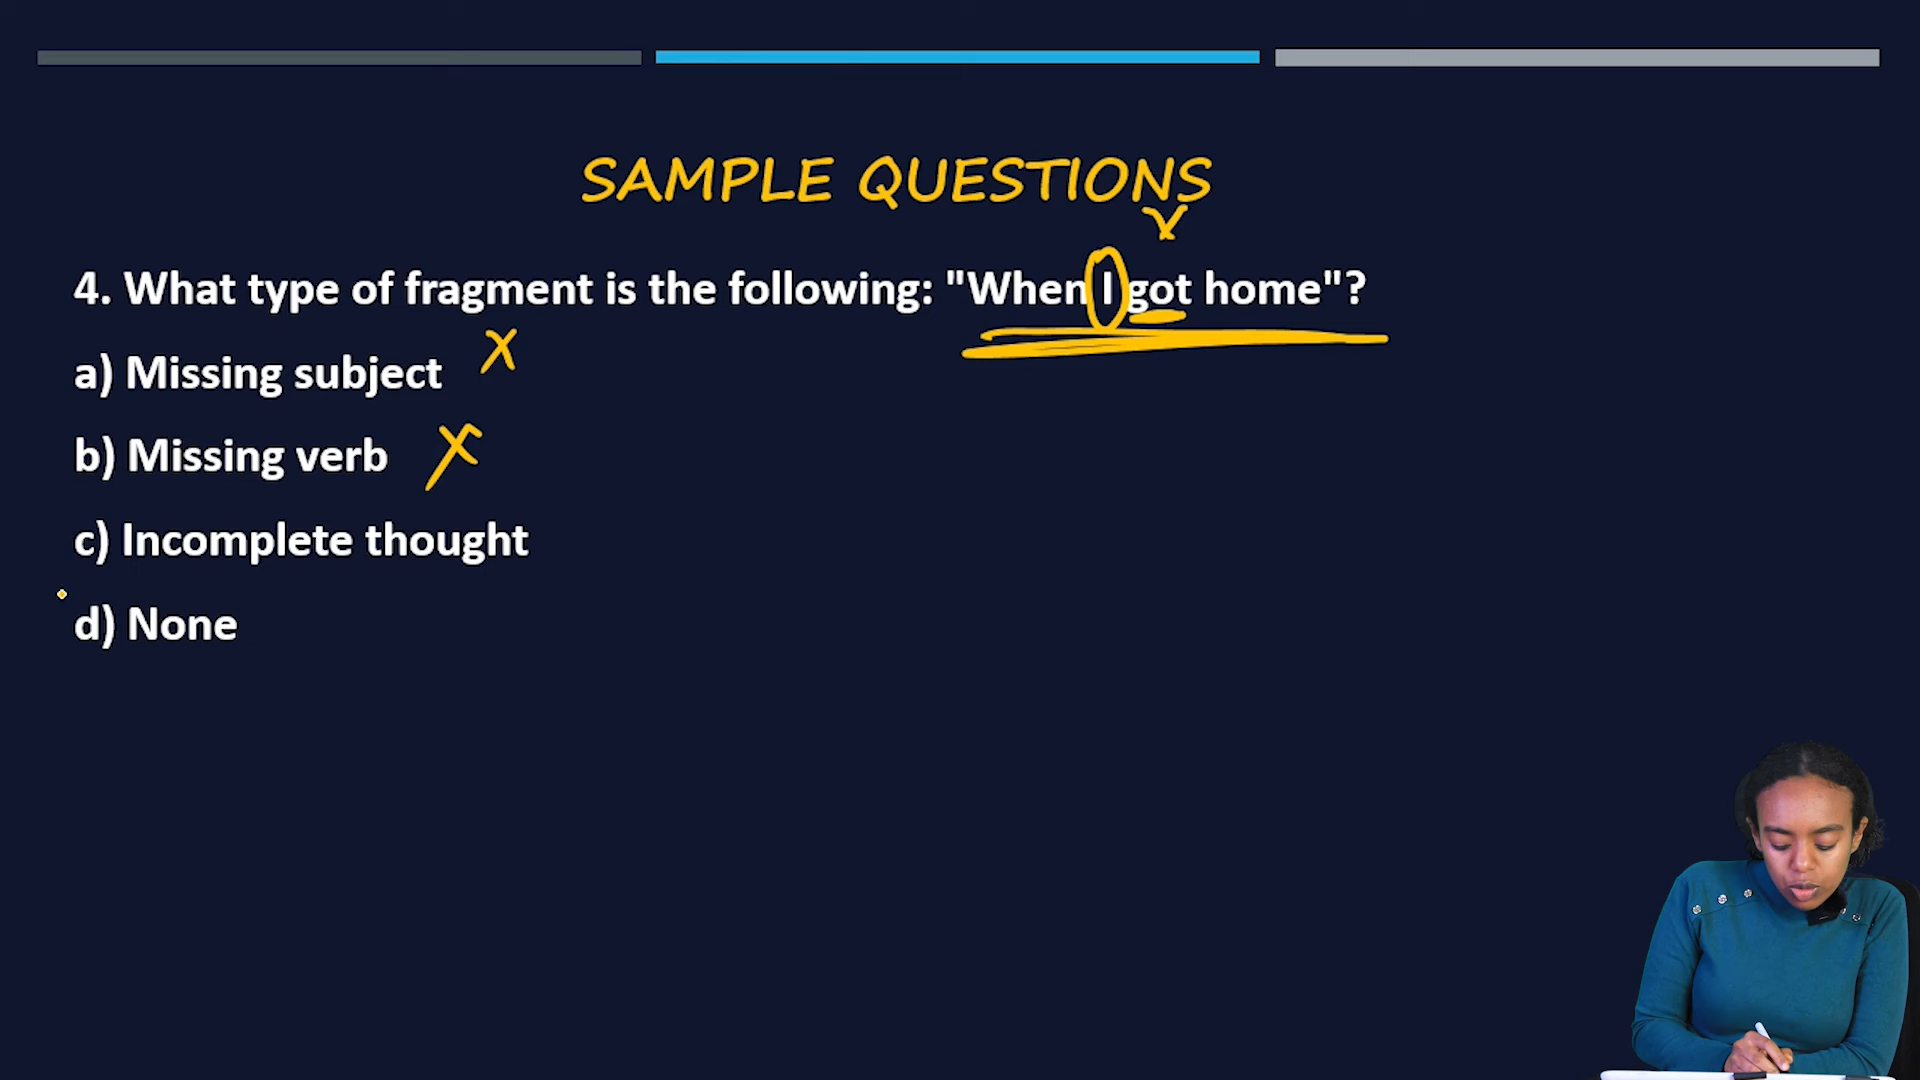 SAMPLE QUESTIONS
4. What type of fragment is the following: "When I got home"?
a) Missing subject
b) Missing verb
c) Incomplete thought
d) None